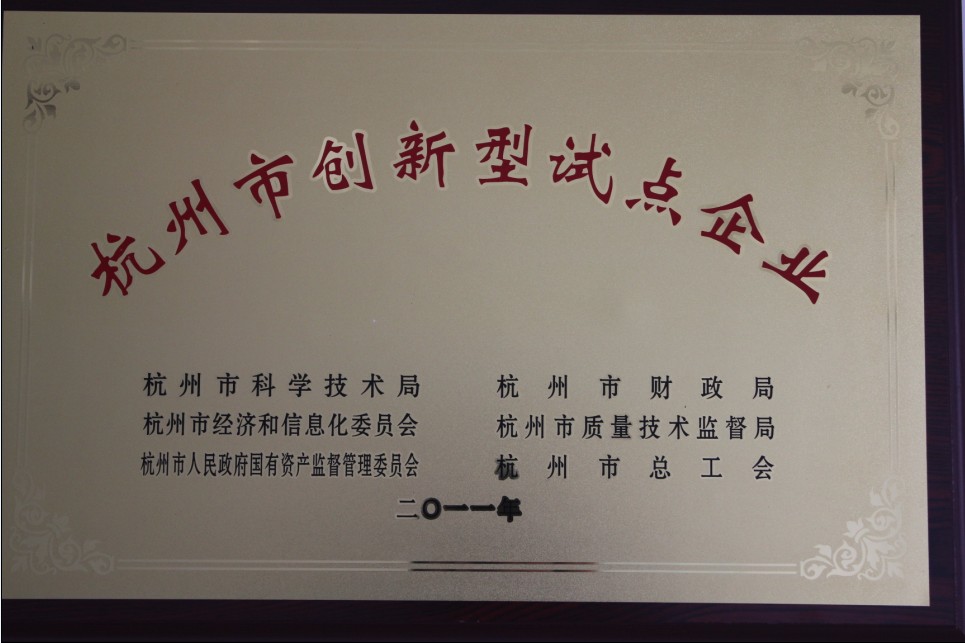 杭州市创新型试点企业
杭州市科学技术局 杭州市财政局
杭州市经济和信息化委员会 杭州市质量技术监督局
杭州市人民政府国有资产监督管理委员会 杭州市总工会
二〇一一年